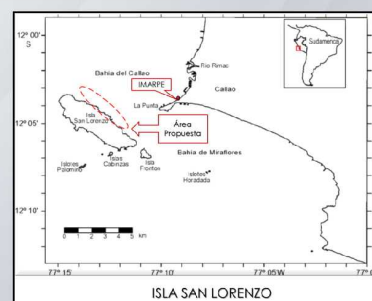 12° 00'
S
Sudamerica
Bahia del Callao
Rio Rimac
IMARPE
Callao
La Punta
Isla
San Lorenzo
12° 05'
Área
Propuesta
Bahia de Miraflores
Islotes
Palomino
Islas
Cabinzas
Isla
Frontos
Islotes
Horadada
12° 10'
0 1 2 3 4 5
km
77° 15'
77° 10'
77° 05' W
ISLA SAN LORENZO